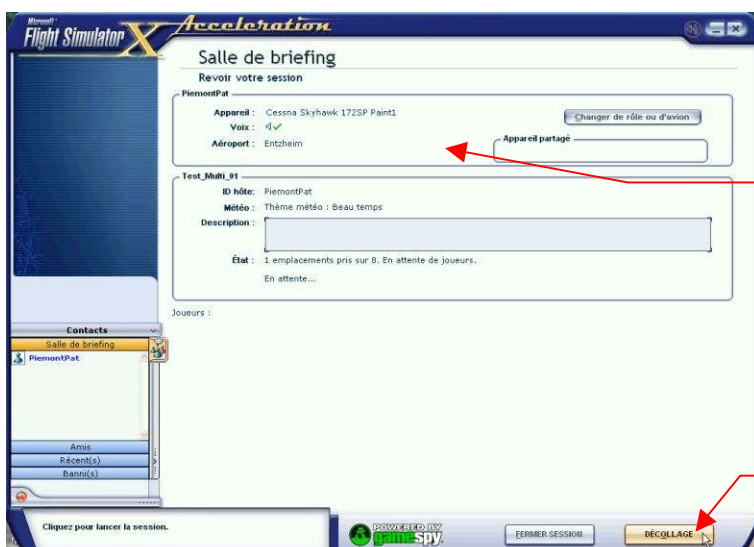 Microsoft
Flight Simulator X Acceleration
Salle de briefing
Revoir votre session
PiemontPat
Appareil : Cessna Skyhawk 172SP Paint1
Changer de rôle ou d'avion
Voix :
Aéroport : Entzheim
Appareil partagé
Test_Multi_01
ID hôte: PiemontPat
Météo : Thème météo : Beau temps
Description :
État : 1 emplacements pris sur 8. En attente de joueurs.
En attente...
Joueurs :
Contacts
Salle de briefing
PiemontPat
Amis
Récent(s)
Banni(s)
Cliquez pour lancer la session.
POWERED BY
gamespy.
FERMER SESSION
DÉCOLLAGE